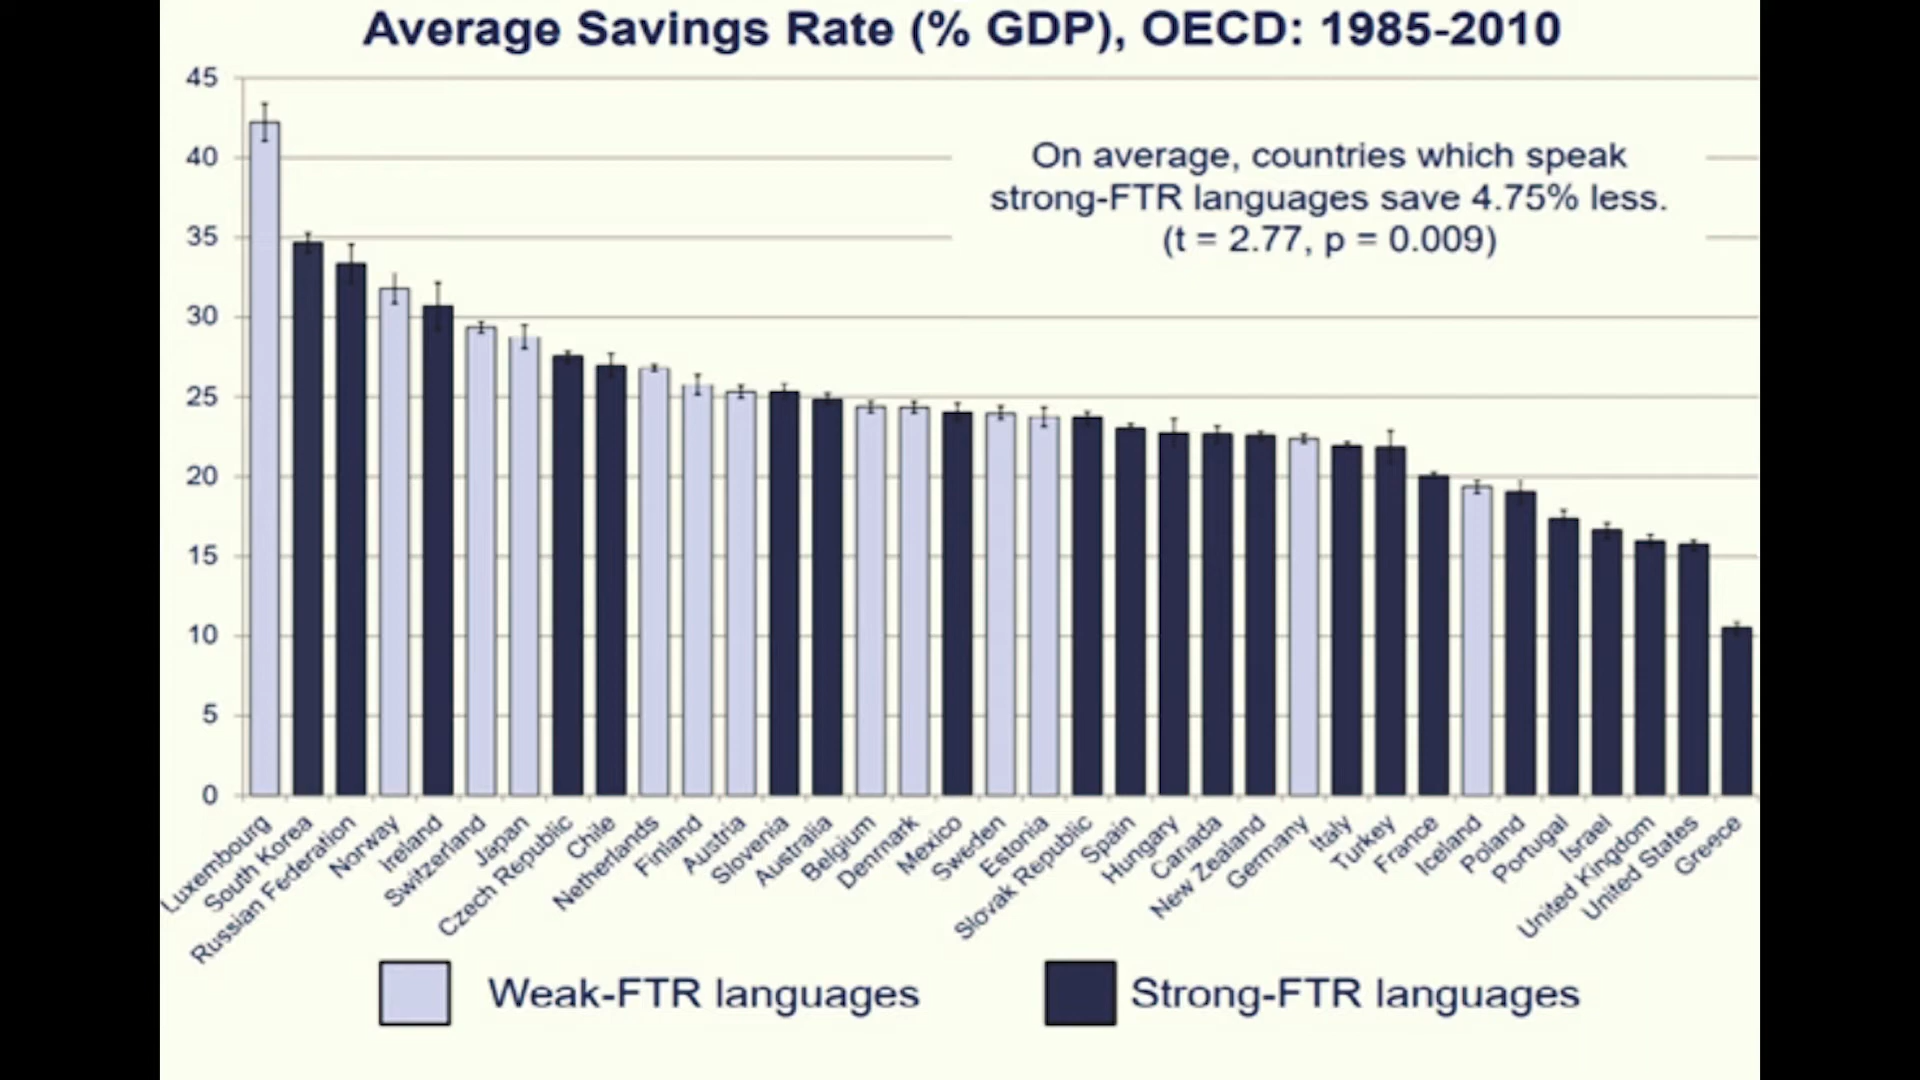 Average Savings Rate (% GDP), OECD: 1985-2010
45
40
35
30
25
20
15
10
5
0
On average, countries which speak
strong-FTR languages save 4.75% less.
(t = 2.77, p = 0.009)
Luxembourg
South Korea
Russian Federation
Norway
Ireland
Switzerland
Japan
Czech Republic
Chile
Netherlands
Finland
Austria
Slovenia
Australia
Belgium
Denmark
Mexico
Sweden
Estonia
Slovak Republic
Spain
Hungary
Canada
New Zealand
Germany
Italy
Turkey
France
Iceland
Poland
Portugal
Israel
United Kingdom
United States
Greece
Weak-FTR languages
Strong-FTR languages